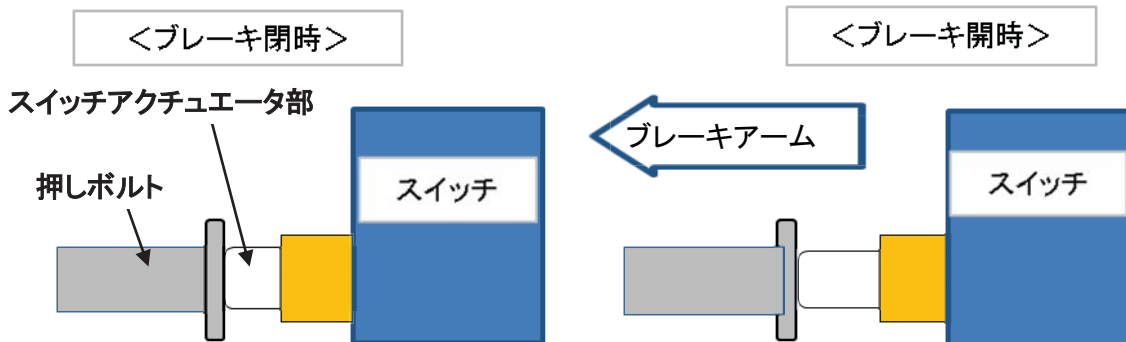 ＜ブレーキ閉時＞
＜ブレーキ開時＞
スイッチアクチュエータ部
ブレーキアーム
押しボルト
スイッチ
スイッチ